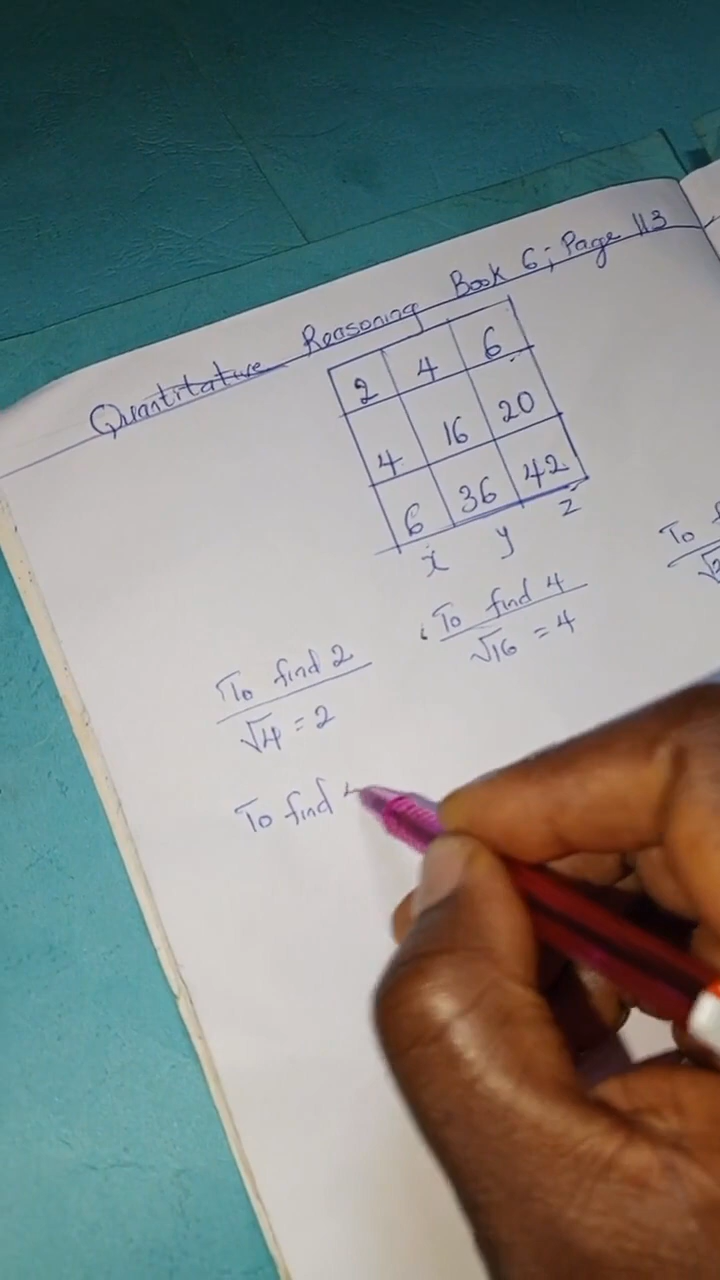 Quantitative Reasoning Book 6; Page 113
2 4 6
4 16 20
6 36 42
x y z
To find 2
√4 = 2
To find 4
√16 = 4
To
To find